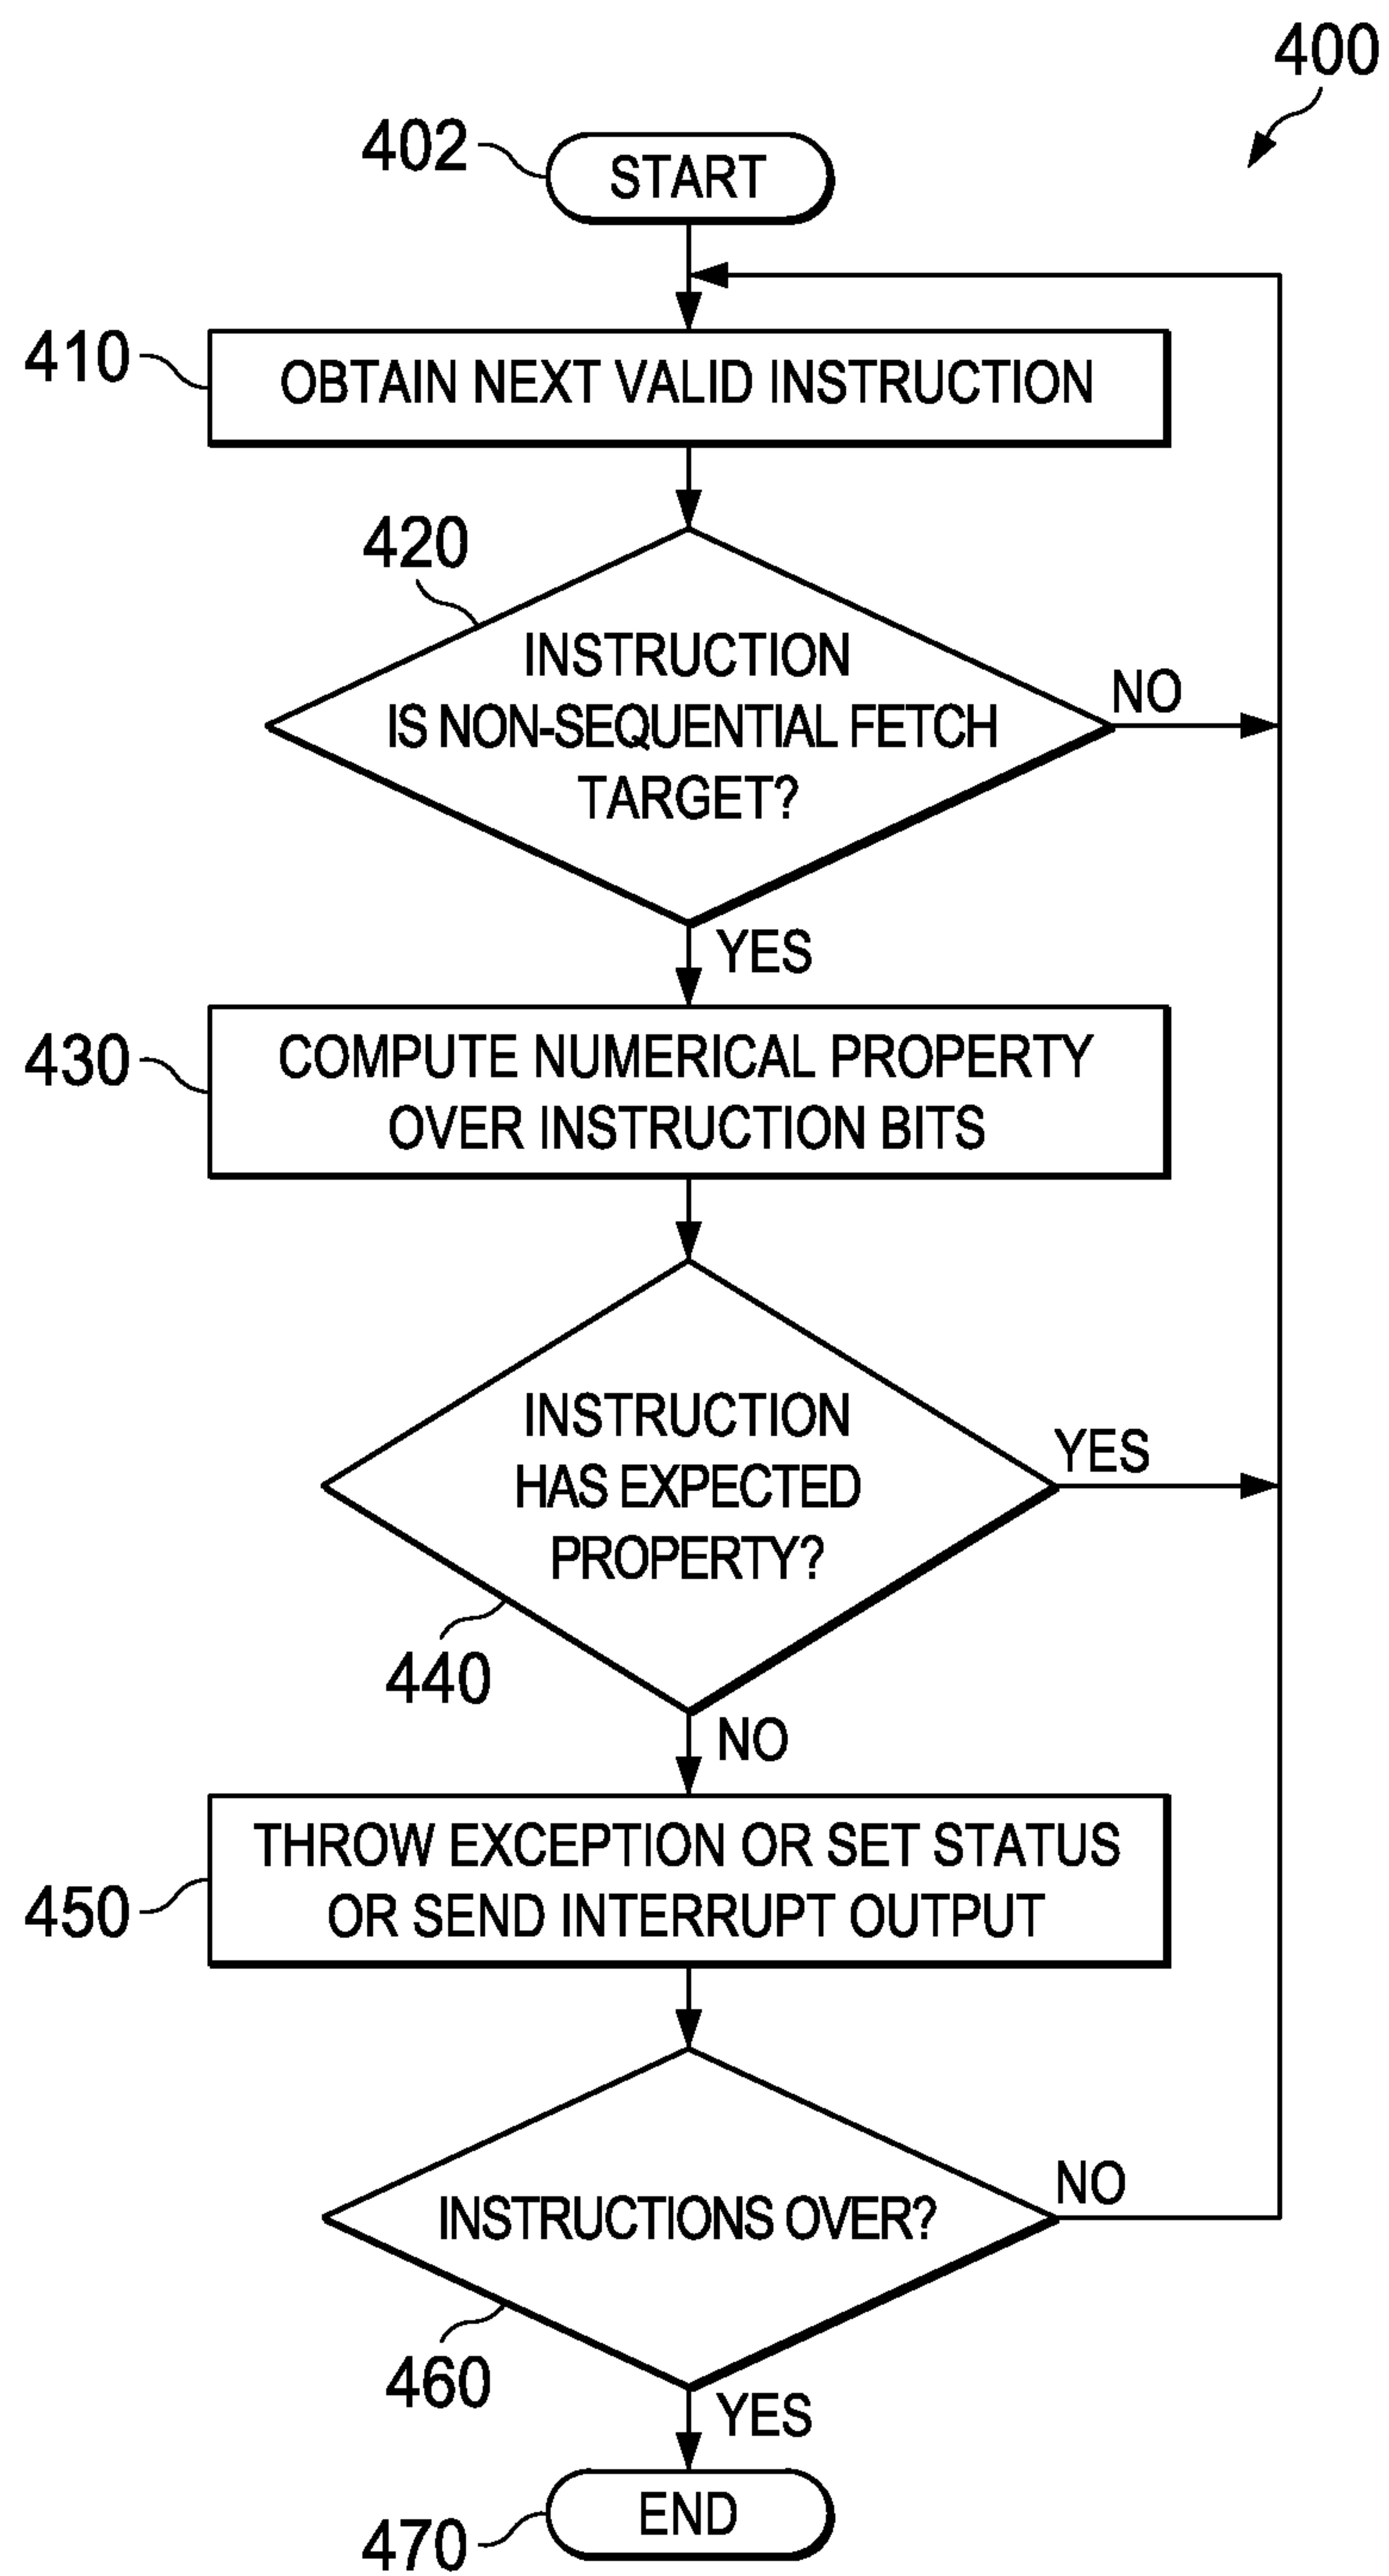 400
402
START
410
OBTAIN NEXT VALID INSTRUCTION
420
INSTRUCTION
IS NON-SEQUENTIAL FETCH
TARGET?
NO
YES
430
COMPUTE NUMERICAL PROPERTY
OVER INSTRUCTION BITS
INSTRUCTION
HAS EXPECTED
PROPERTY?
YES
440
NO
450
THROW EXCEPTION OR SET STATUS
OR SEND INTERRUPT OUTPUT
INSTRUCTIONS OVER?
NO
460
YES
END
470